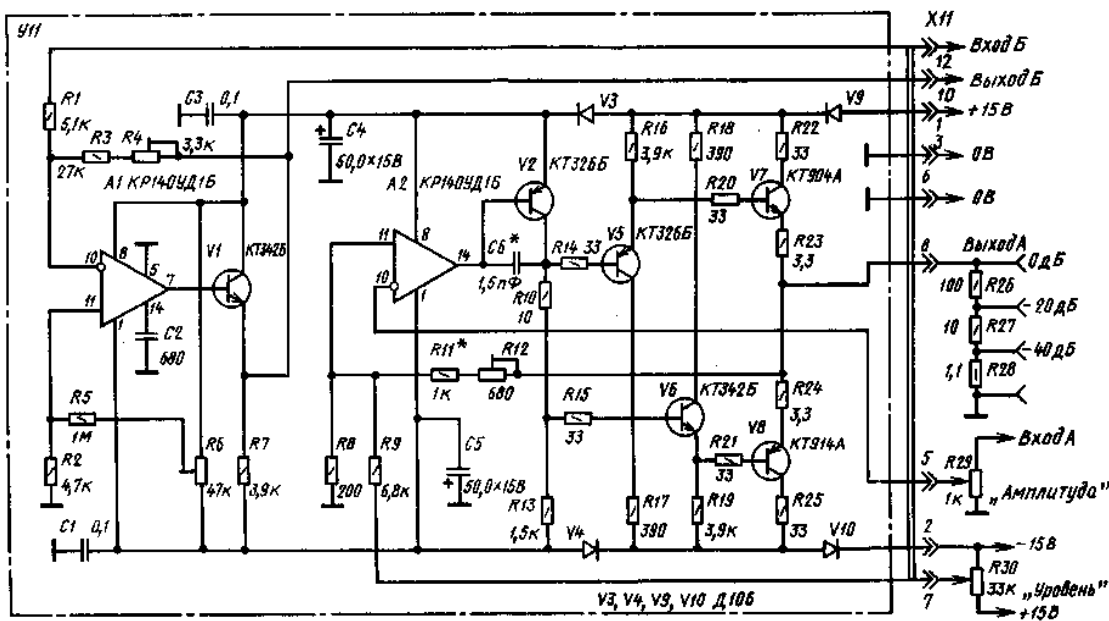 У11
X11
Вход Б
12
Выход Б
10
+15В
1
3
0В
6
0В
R1
5,1к
C3
0,1
R3
R4
3,3к
27к
А1 КР140УД1Б
C4
50,0×15В
А2
КР140УД1Б
V2
КТ326Б
V3
V9
R16
3,9к
R18
390
R22
33
КТ904А
V7
R20
33
10
11
8
5
7
14
1
V1
КТ342Б
C2
680
11
10
8
14
1
C6*
1,5пФ
R14
33
R10
10
V5
КТ326Б
R23
3,3
8
Выход А
0дБ
100
R26
-20дБ
10
R27
-40дБ
1,1
R28
R5
1М
R2
4,7к
R6
47к
R7
3,9к
R11*
1к
R12
680
R8
200
R9
6,8к
C5
50,0×15В
R15
33
V6
КТ342Б
R24
3,3
V8
КТ914А
R21
33
R13
1,5к
R17
390
R19
3,9к
R25
33
5
Вход А
R29
1к
„Амплитуда"
C1
0,1
V4
V10
2
-15В
R30
33к
„Уровень"
7
+15В
V3, V4, V9, V10 Д106